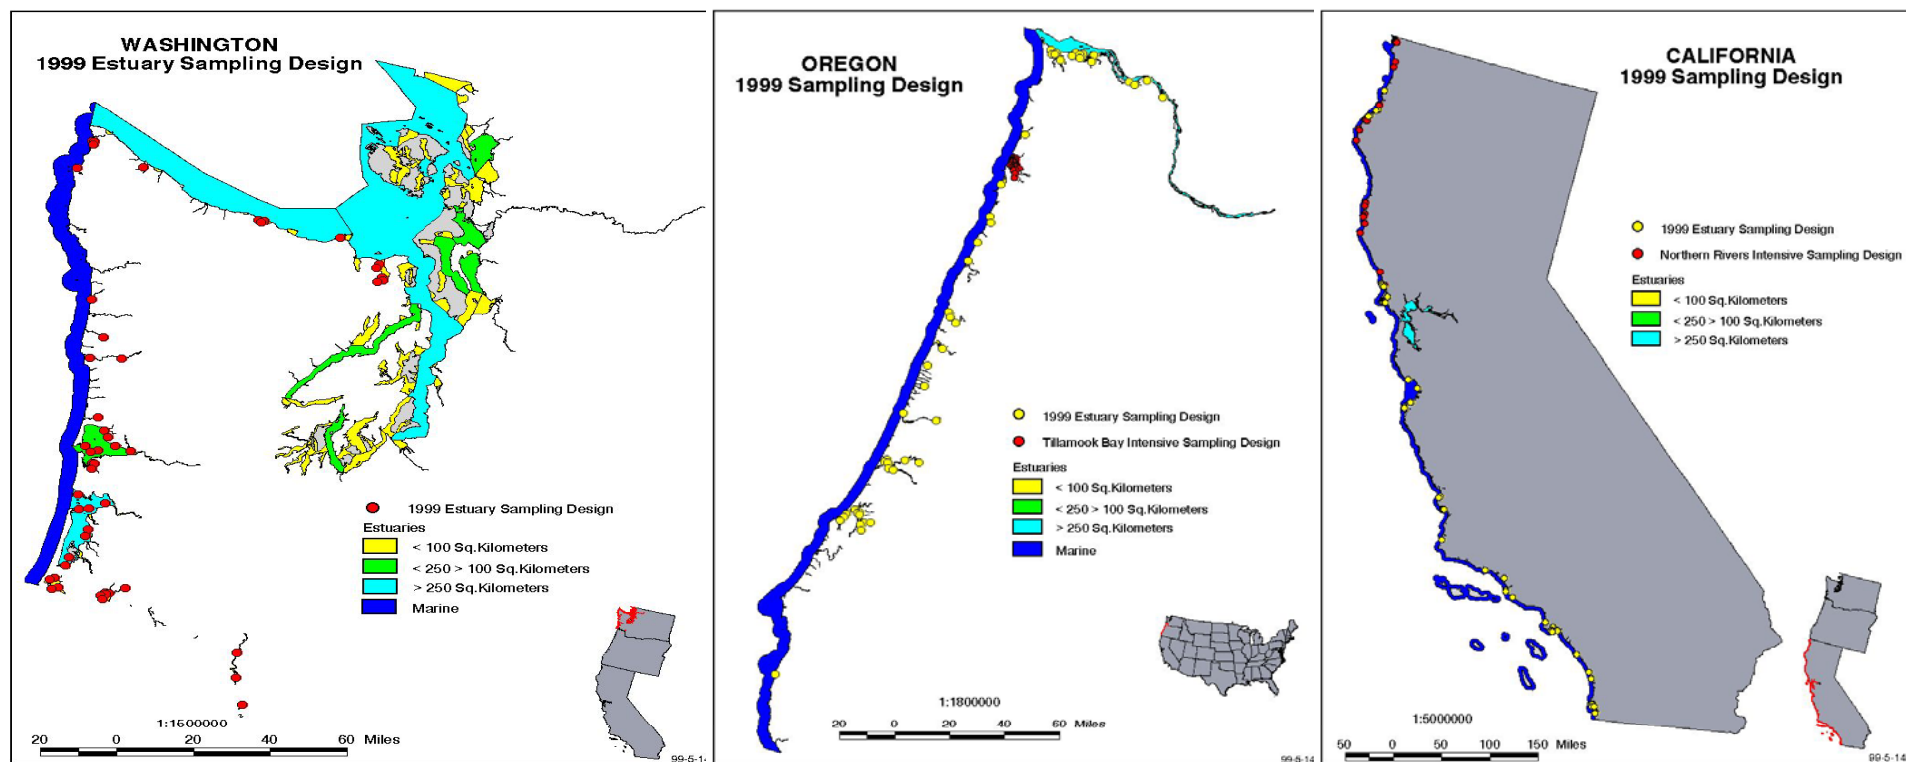 WASHINGTON
1999 Estuary Sampling Design
1999 Estuary Sampling Design
Estuaries
< 100 Sq.Kilometers
< 250 > 100 Sq.Kilometers
> 250 Sq.Kilometers
Marine
1:1600000
20 0 20 40 60 Miles
99-5-14
OREGON
1999 Sampling Design
1999 Estuary Sampling Design
Tillamook Bay Intensive Sampling Design
Estuaries
< 100 Sq.Kilometers
< 250 > 100 Sq.Kilometers
> 250 Sq.Kilometers
Marine
1:1800000
20 0 20 40 60 Miles
99-5-14
CALIFORNIA
1999 Sampling Design
1999 Estuary Sampling Design
Northern Rivers Intensive Sampling Design
Estuaries
< 100 Sq.Kilometers
< 250 > 100 Sq.Kilometers
> 250 Sq.Kilometers
1:5000000
50 0 50 100 150 Miles
99-5-14